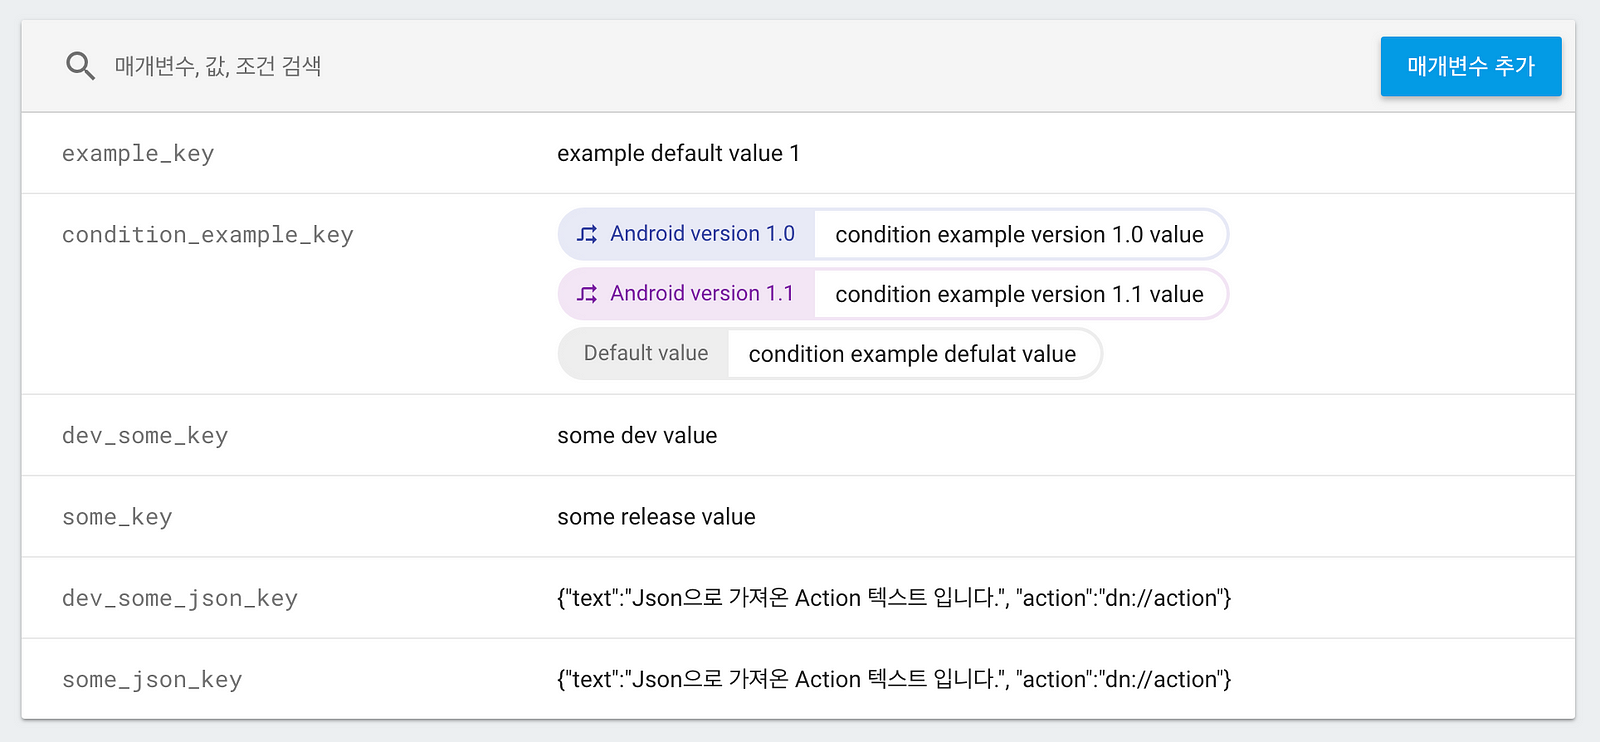 매개변수, 값, 조건 검색
매개변수 추가
example_key
example default value 1
condition_example_key
Android version 1.0
condition example version 1.0 value
Android version 1.1
condition example version 1.1 value
Default value
condition example defulat value
dev_some_key
some dev value
some_key
some release value
dev_some_json_key
{"text":"Json으로 가져온 Action 텍스트 입니다.", "action":"dn://action"}
some_json_key
{"text":"Json으로 가져온 Action 텍스트 입니다.", "action":"dn://action"}